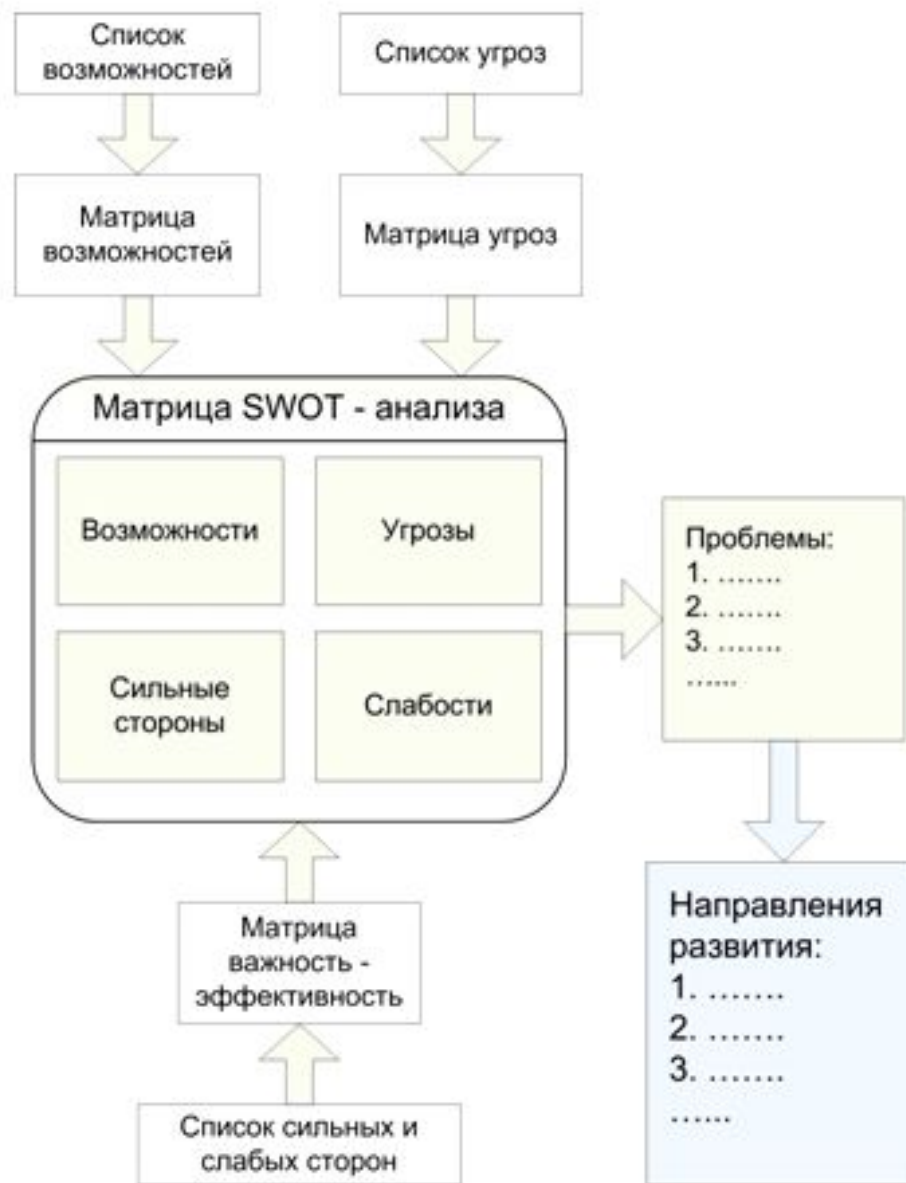 Список
возможностей
Список угроз
Матрица
возможностей
Матрица угроз
Матрица SWOT - анализа
Возможности
Угрозы
Сильные
стороны
Слабости
Проблемы:
1. .......
2. .......
3. .......
......
Матрица
важность -
эффективность
Список сильных и
слабых сторон
Направления
развития:
1. .......
2. .......
3. .......
......